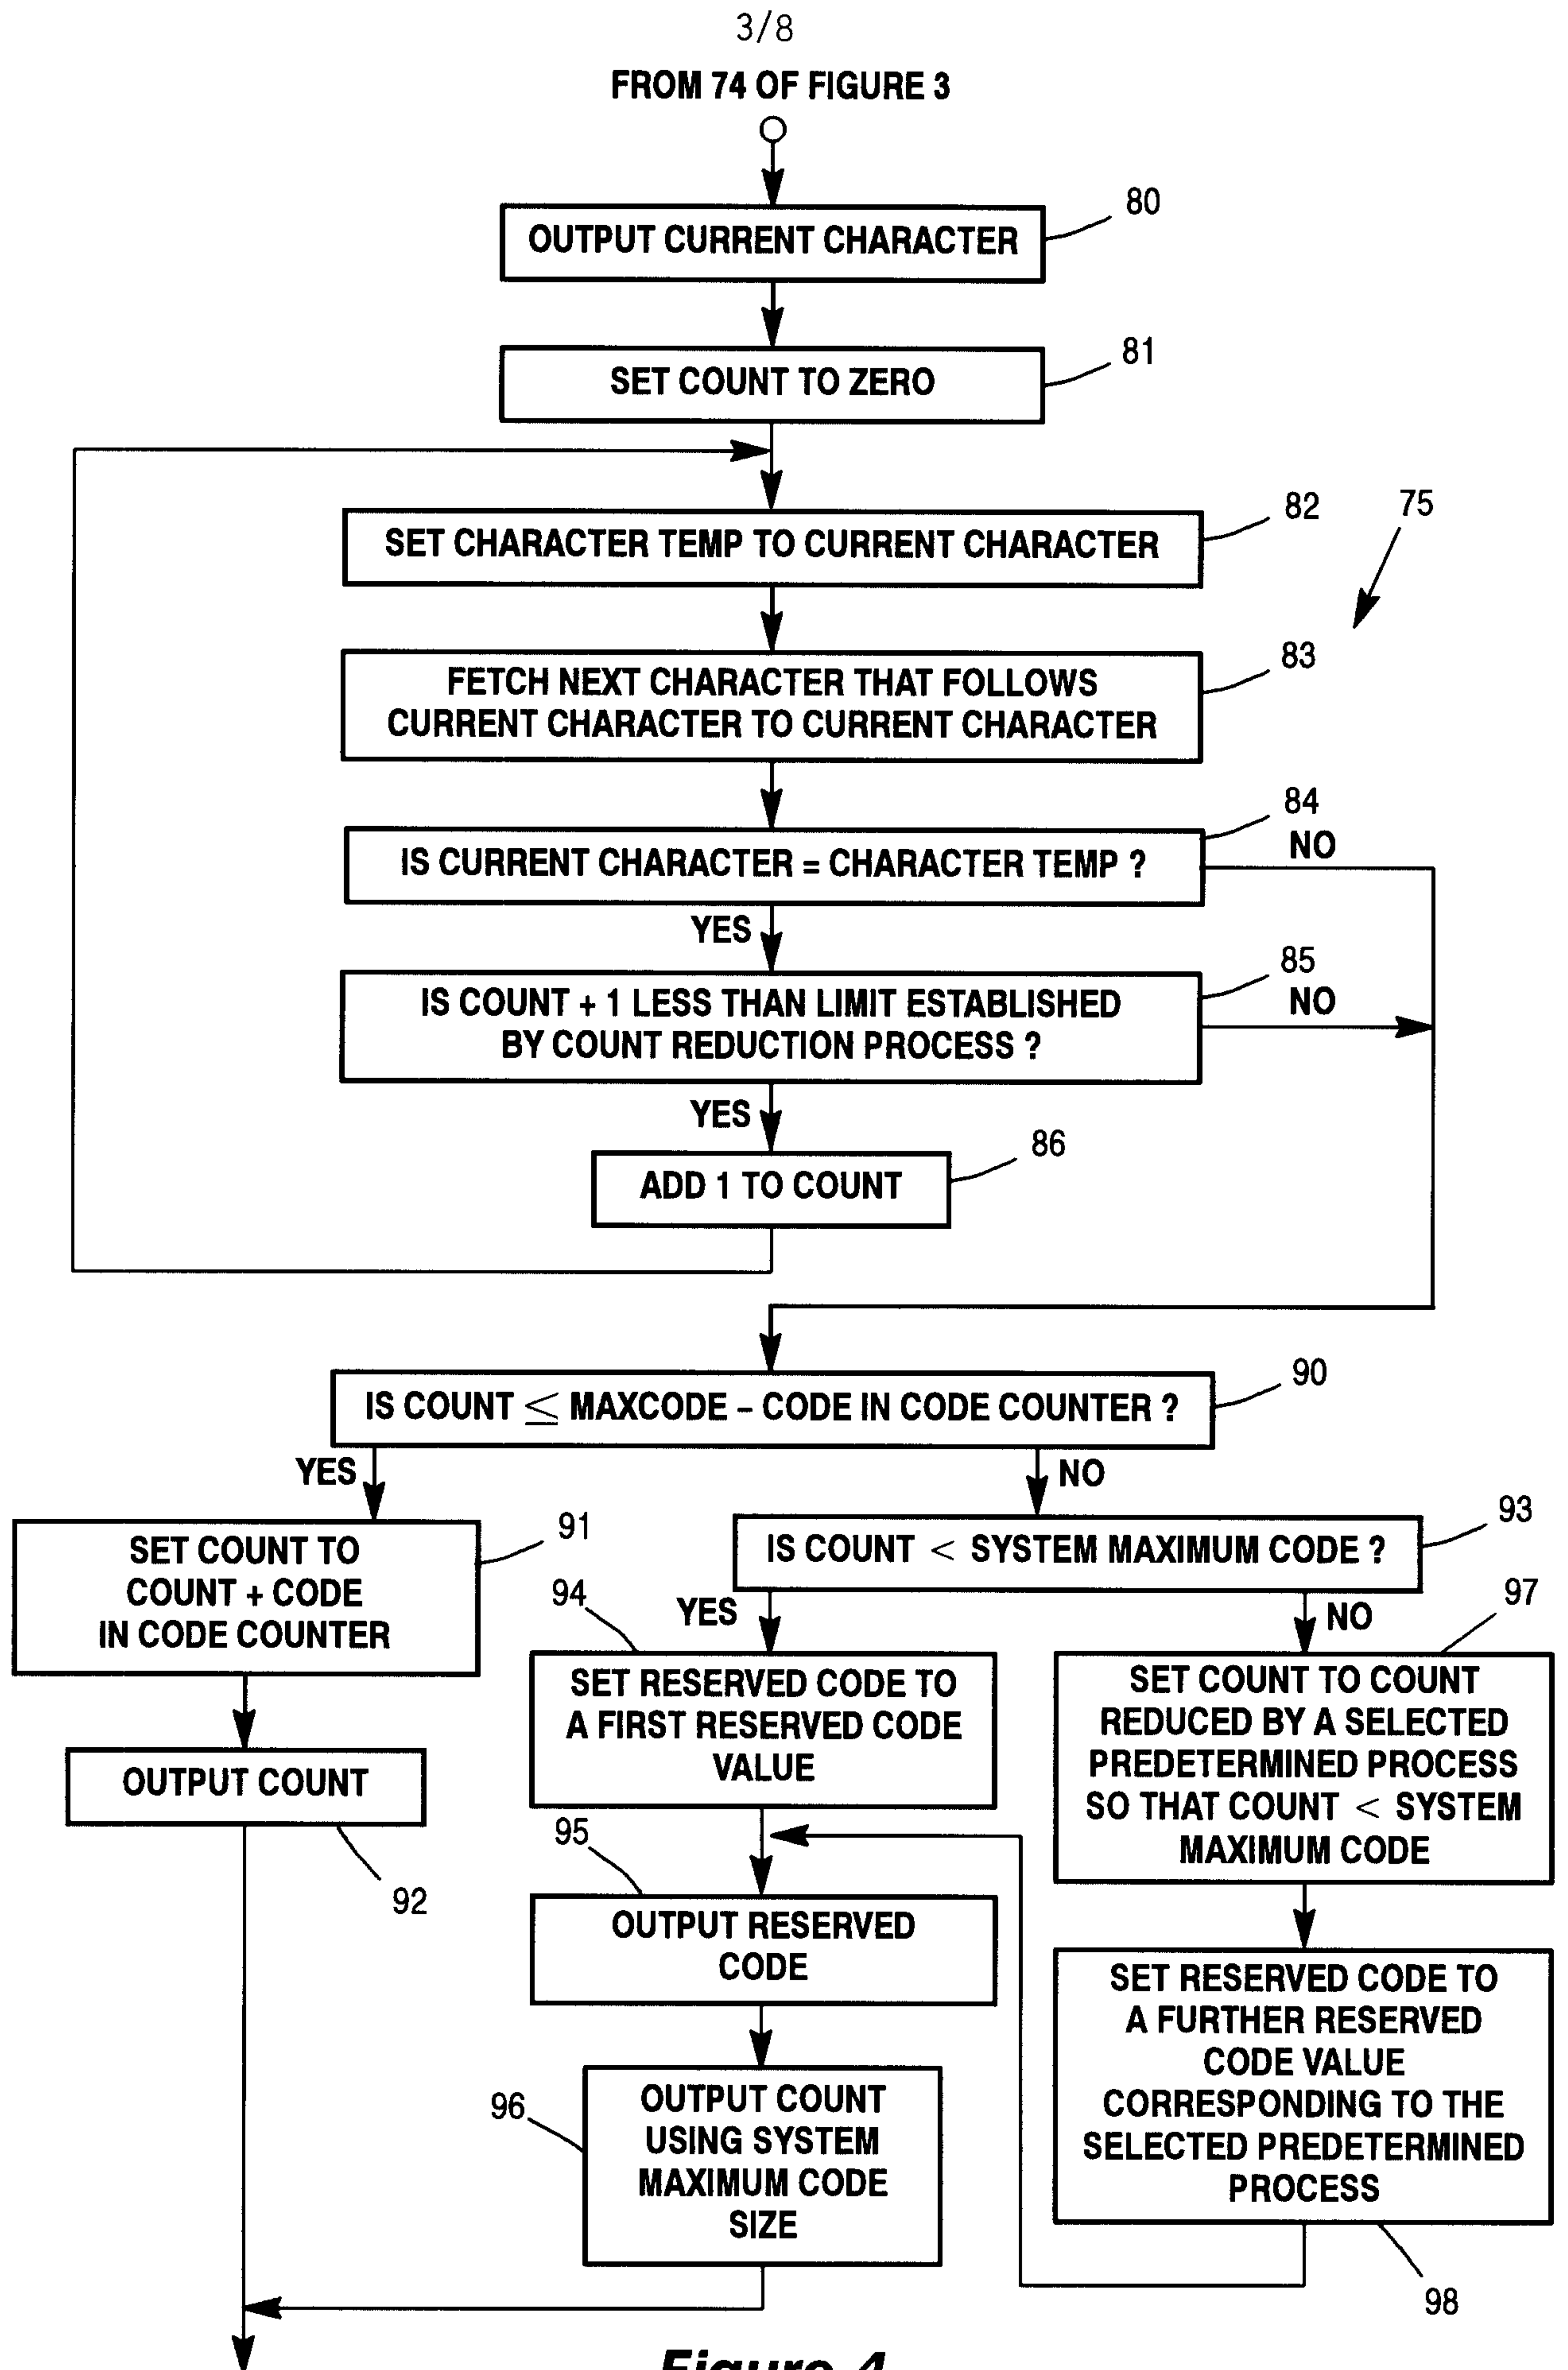 3/8
FROM 74 OF FIGURE 3
80
OUTPUT CURRENT CHARACTER
81
SET COUNT TO ZERO
82
75
SET CHARACTER TEMP TO CURRENT CHARACTER
83
FETCH NEXT CHARACTER THAT FOLLOWS
CURRENT CHARACTER TO CURRENT CHARACTER
84
NO
IS CURRENT CHARACTER = CHARACTER TEMP ?
YES
85
NO
IS COUNT + 1 LESS THAN LIMIT ESTABLISHED
BY COUNT REDUCTION PROCESS ?
YES
86
ADD 1 TO COUNT
90
IS COUNT ≤ MAXCODE – CODE IN CODE COUNTER ?
YES
NO
91
SET COUNT TO
COUNT + CODE
IN CODE COUNTER
93
IS COUNT < SYSTEM MAXIMUM CODE ?
94
YES
NO
97
OUTPUT COUNT
92
SET RESERVED CODE TO
A FIRST RESERVED CODE
VALUE
SET COUNT TO COUNT
REDUCED BY A SELECTED
PREDETERMINED PROCESS
SO THAT COUNT < SYSTEM
MAXIMUM CODE
95
OUTPUT RESERVED
CODE
96
OUTPUT COUNT
USING SYSTEM
MAXIMUM CODE
SIZE
SET RESERVED CODE TO
A FURTHER RESERVED
CODE VALUE
CORRESPONDING TO THE
SELECTED PREDETERMINED
PROCESS
98
Figure 4